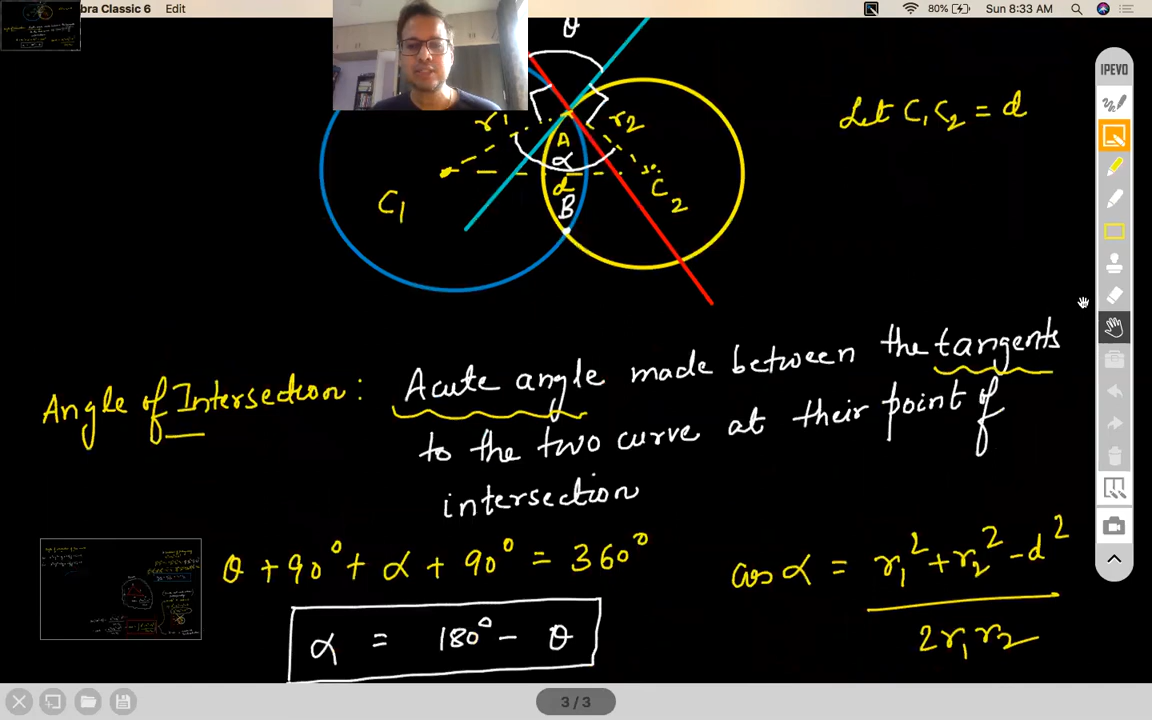 bra Classic 6 Edit 80% Sun 8:33 AM
IPEVO
θ
r1 r2
A
α
d
B
C1
C2
Let C1C2 = d
Angle of Intersection : Acute angle made between the tangents
to the two curve at their point of
intersection
θ + 90° + α + 90° = 360°
α = 180° - θ
cos α = r1² + r2² - d²
2r1r2
3 / 3